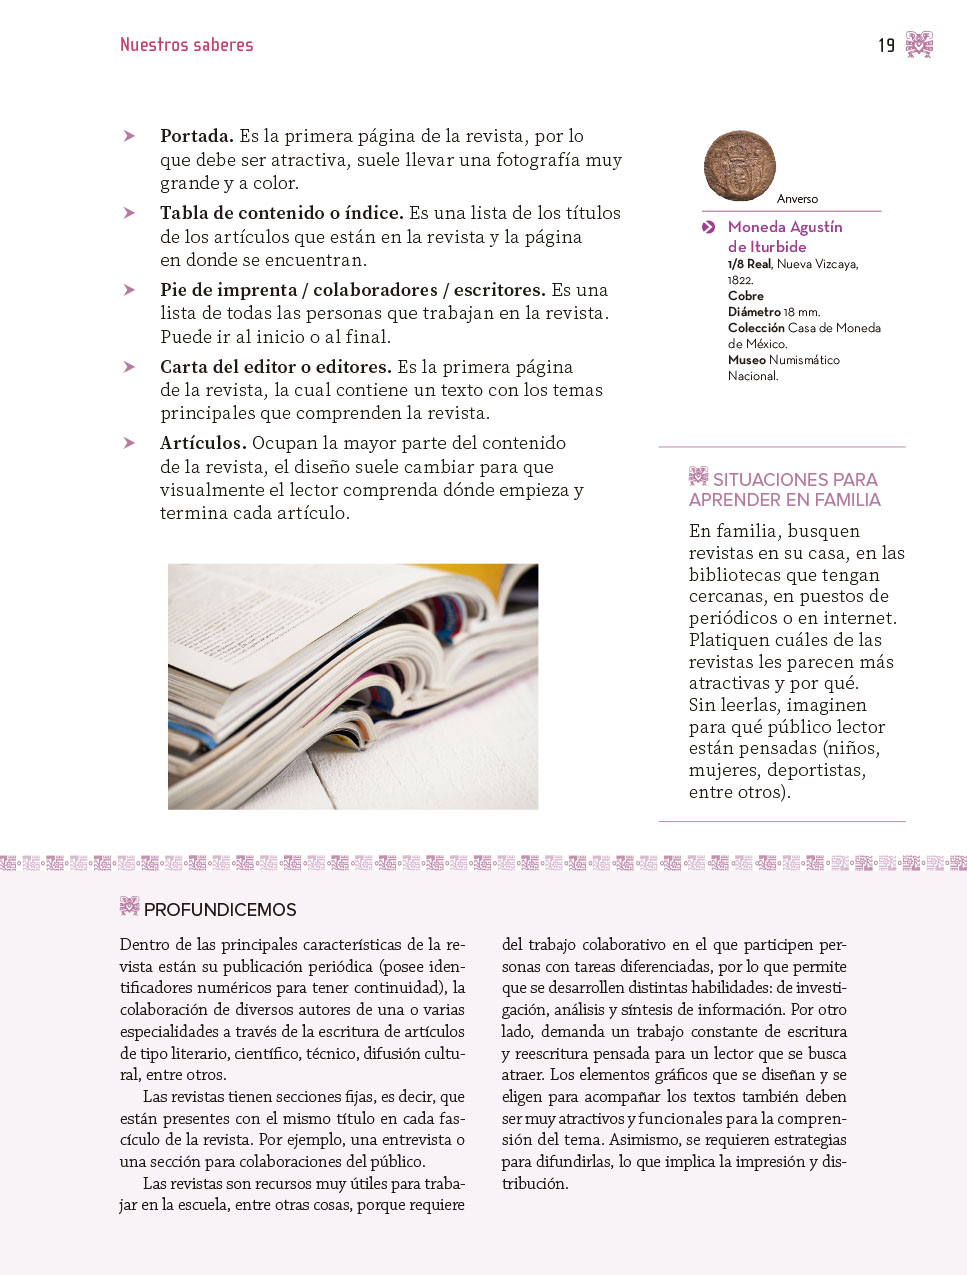 Nuestros saberes
19
Portada. Es la primera página de la revista, por lo
que debe ser atractiva, suele llevar una fotografía muy
grande y a color.
Tabla de contenido o índice. Es una lista de los títulos
de los artículos que están en la revista y la página
en donde se encuentran.
Pie de imprenta / colaboradores / escritores. Es una
lista de todas las personas que trabajan en la revista.
Puede ir al inicio o al final.
Carta del editor o editores. Es la primera página
de la revista, la cual contiene un texto con los temas
principales que comprenden la revista.
Artículos. Ocupan la mayor parte del contenido
de la revista, el diseño suele cambiar para que
visualmente el lector comprenda dónde empieza y
termina cada artículo.
Anverso
Moneda Agustín
de Iturbide
1/8 Real, Nueva Vizcaya,
1822.
Cobre
Diámetro 18 mm.
Colección Casa de Moneda
de México.
Museo Numismático
Nacional.
SITUACIONES PARA
APRENDER EN FAMILIA
En familia, busquen
revistas en su casa, en las
bibliotecas que tengan
cercanas, en puestos de
periódicos o en internet.
Platiquen cuáles de las
revistas les parecen más
atractivas y por qué.
Sin leerlas, imaginen
para qué público lector
están pensadas (niños,
mujeres, deportistas,
entre otros).
PROFUNDICEMOS
Dentro de las principales características de la re-
vista están su publicación periódica (posee iden-
tificadores numéricos para tener continuidad), la
colaboración de diversos autores de una o varias
especialidades a través de la escritura de artículos
de tipo literario, científico, técnico, difusión cultu-
ral, entre otros.
Las revistas tienen secciones fijas, es decir, que
están presentes con el mismo título en cada fas-
cículo de la revista. Por ejemplo, una entrevista o
una sección para colaboraciones del público.
Las revistas son recursos muy útiles para traba-
jar en la escuela, entre otras cosas, porque requiere
del trabajo colaborativo en el que participen per-
sonas con tareas diferenciadas, por lo que permite
que se desarrollen distintas habilidades: de investi-
gación, análisis y síntesis de información. Por otro
lado, demanda un trabajo constante de escritura
y reescritura pensada para un lector que se busca
atraer. Los elementos gráficos que se diseñan y se
eligen para acompañar los textos también deben
ser muy atractivos y funcionales para la compren-
sión del tema. Asimismo, se requieren estrategias
para difundirlas, lo que implica la impresión y dis-
tribución.